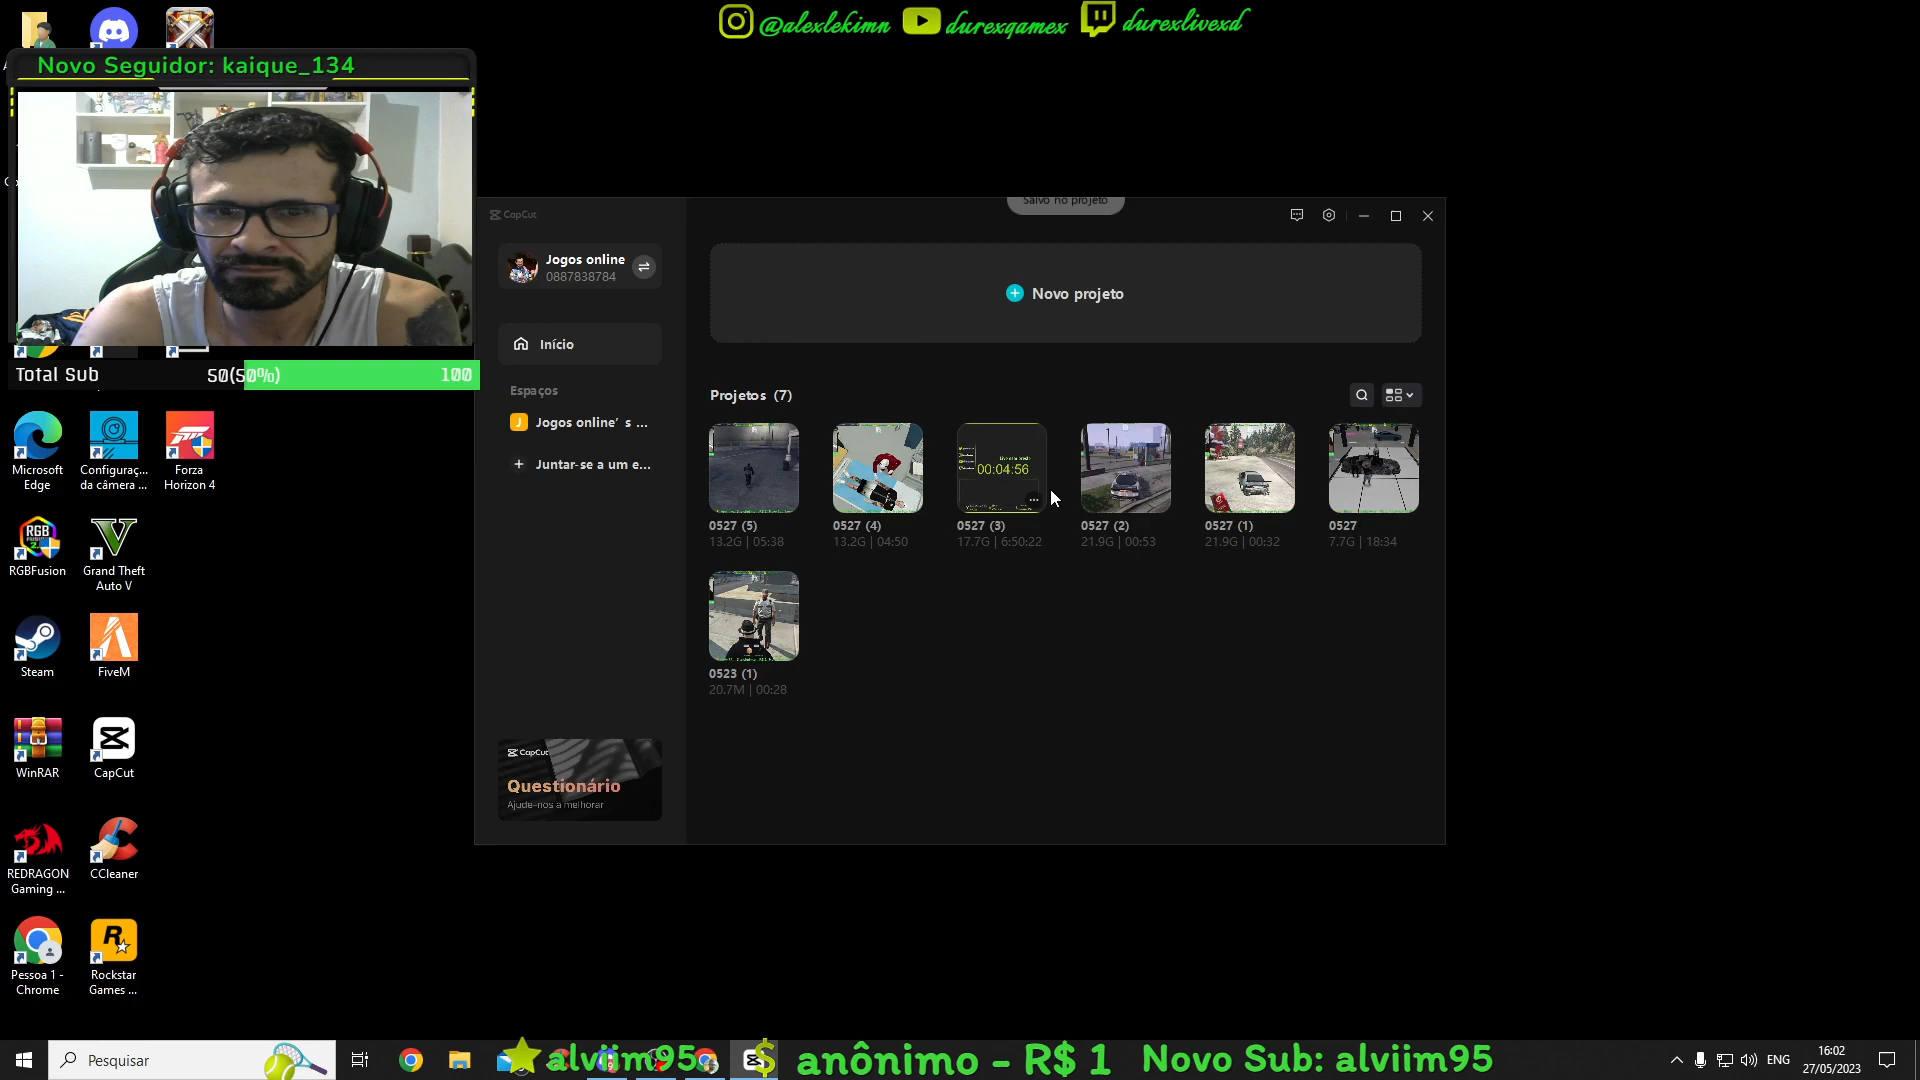 @alexlekimn durexgamex durexlivexd
Novo Seguidor: kaique_134
Total Sub 50(50%) 100
Microsoft Edge
Configuraç... da câmera ...
Forza Horizon 4
RGBFusion
Grand Theft Auto V
Steam
FiveM
WinRAR
CapCut
REDRAGON Gaming ...
CCleaner
Pessoa 1 - Chrome
Rockstar Games ...
CapCut
Salvo no projeto
Jogos online
0887838784
Início
Espaços
J Jogos online's ...
Juntar-se a um e...
CapCut
Questionário
Ajude-nos a melhorar
Novo projeto
Projetos (7)
00:04:56
0527 (5)
13.2G | 05:38
0527 (4)
13.2G | 04:50
0527 (3)
17.7G | 6:50:22
0527 (2)
21.9G | 00:53
0527 (1)
21.9G | 00:32
0527
7.7G | 18:34
0523 (1)
20.7M | 00:28
Pesquisar
alviim95 anônimo - R$ 1 Novo Sub: alviim95
ENG
16:02
27/05/2023